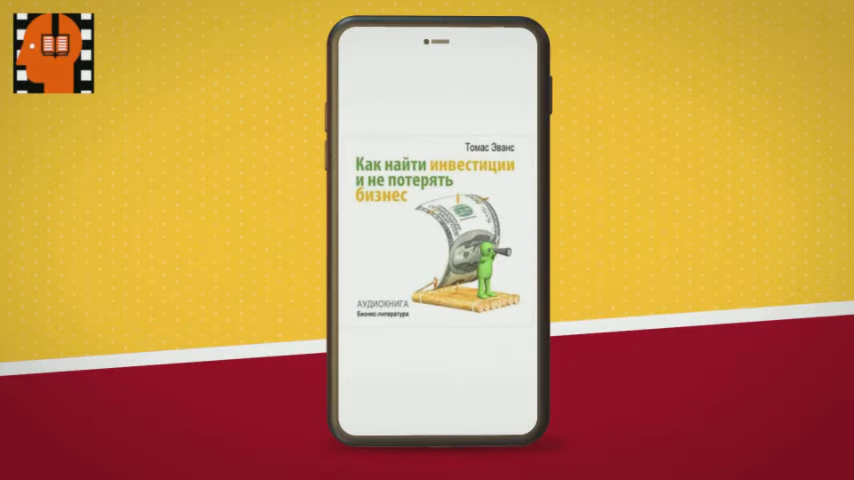 Томас Эванс
Как найти инвестиции
и не потерять
бизнес
АУДИОКНИГА
Бизнес литература